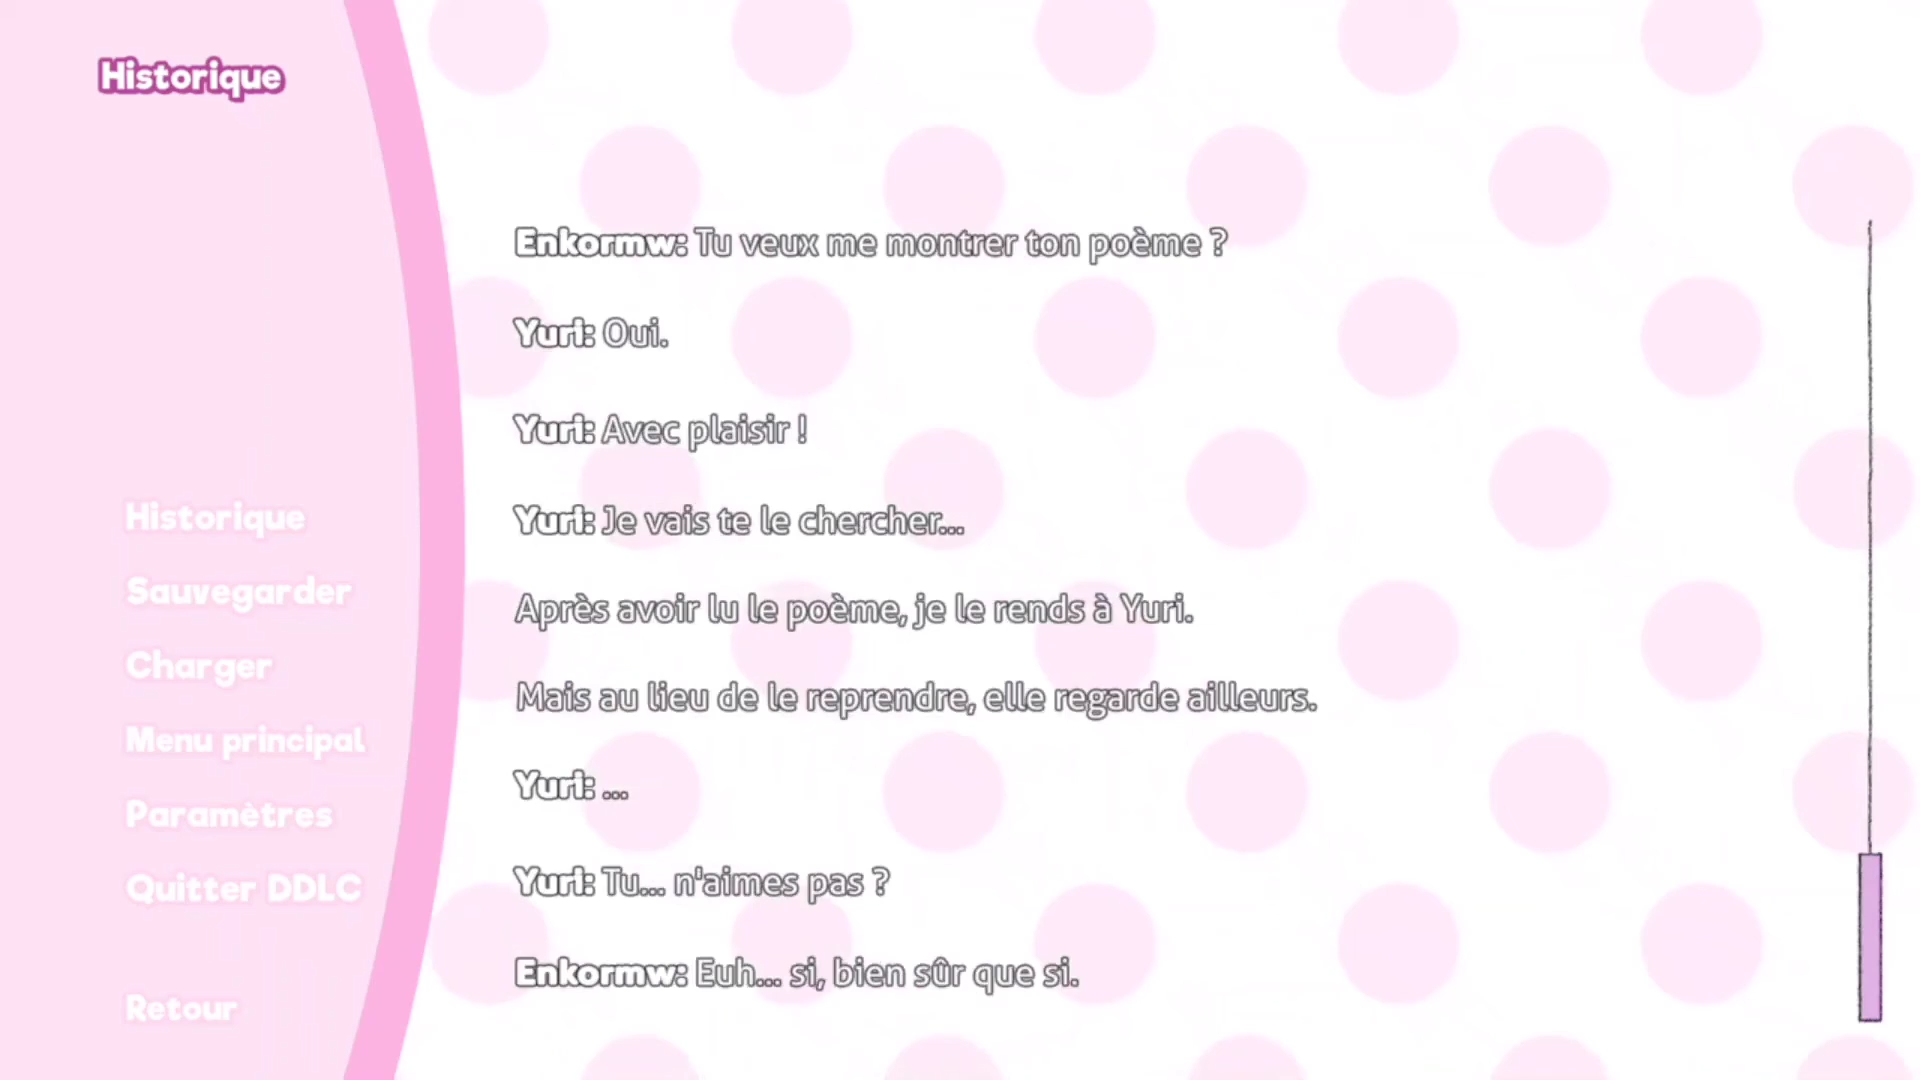 Historique
Enkormw: Tu veux me montrer ton poème ?
Yuri: Oui.
Yuri: Avec plaisir !
Yuri: Je vais te le chercher...
Après avoir lu le poème, je le rends à Yuri.
Mais au lieu de le reprendre, elle regarde ailleurs.
Yuri: ...
Yuri: Tu... n'aimes pas ?
Enkormw: Euh... si, bien sûr que si.
Historique
Sauvegarder
Charger
Menu principal
Paramètres
Quitter DDLC
Retour